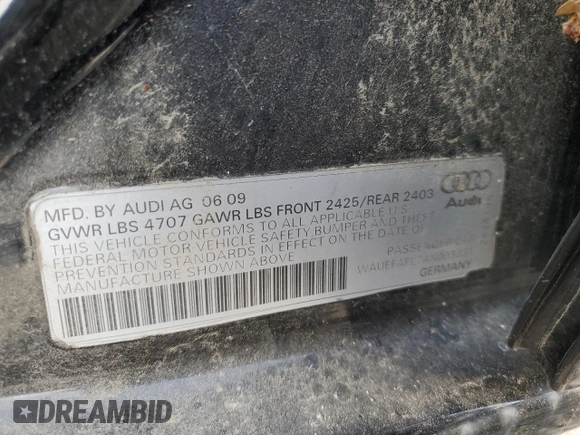 MFD. BY AUDI AG 06 09
GVWR LBS 4707 GAWR LBS FRONT 2425/REAR 2403
THIS VEHICLE CONFORMS TO ALL APPLICABLE U.S.
FEDERAL MOTOR VEHICLE SAFETY, BUMPER AND THEFT
PREVENTION STANDARDS IN EFFECT ON THE DATE OF
MANUFACTURE SHOWN ABOVE
Audi
PASSENGER CAR
GERMANY
DREAMBID